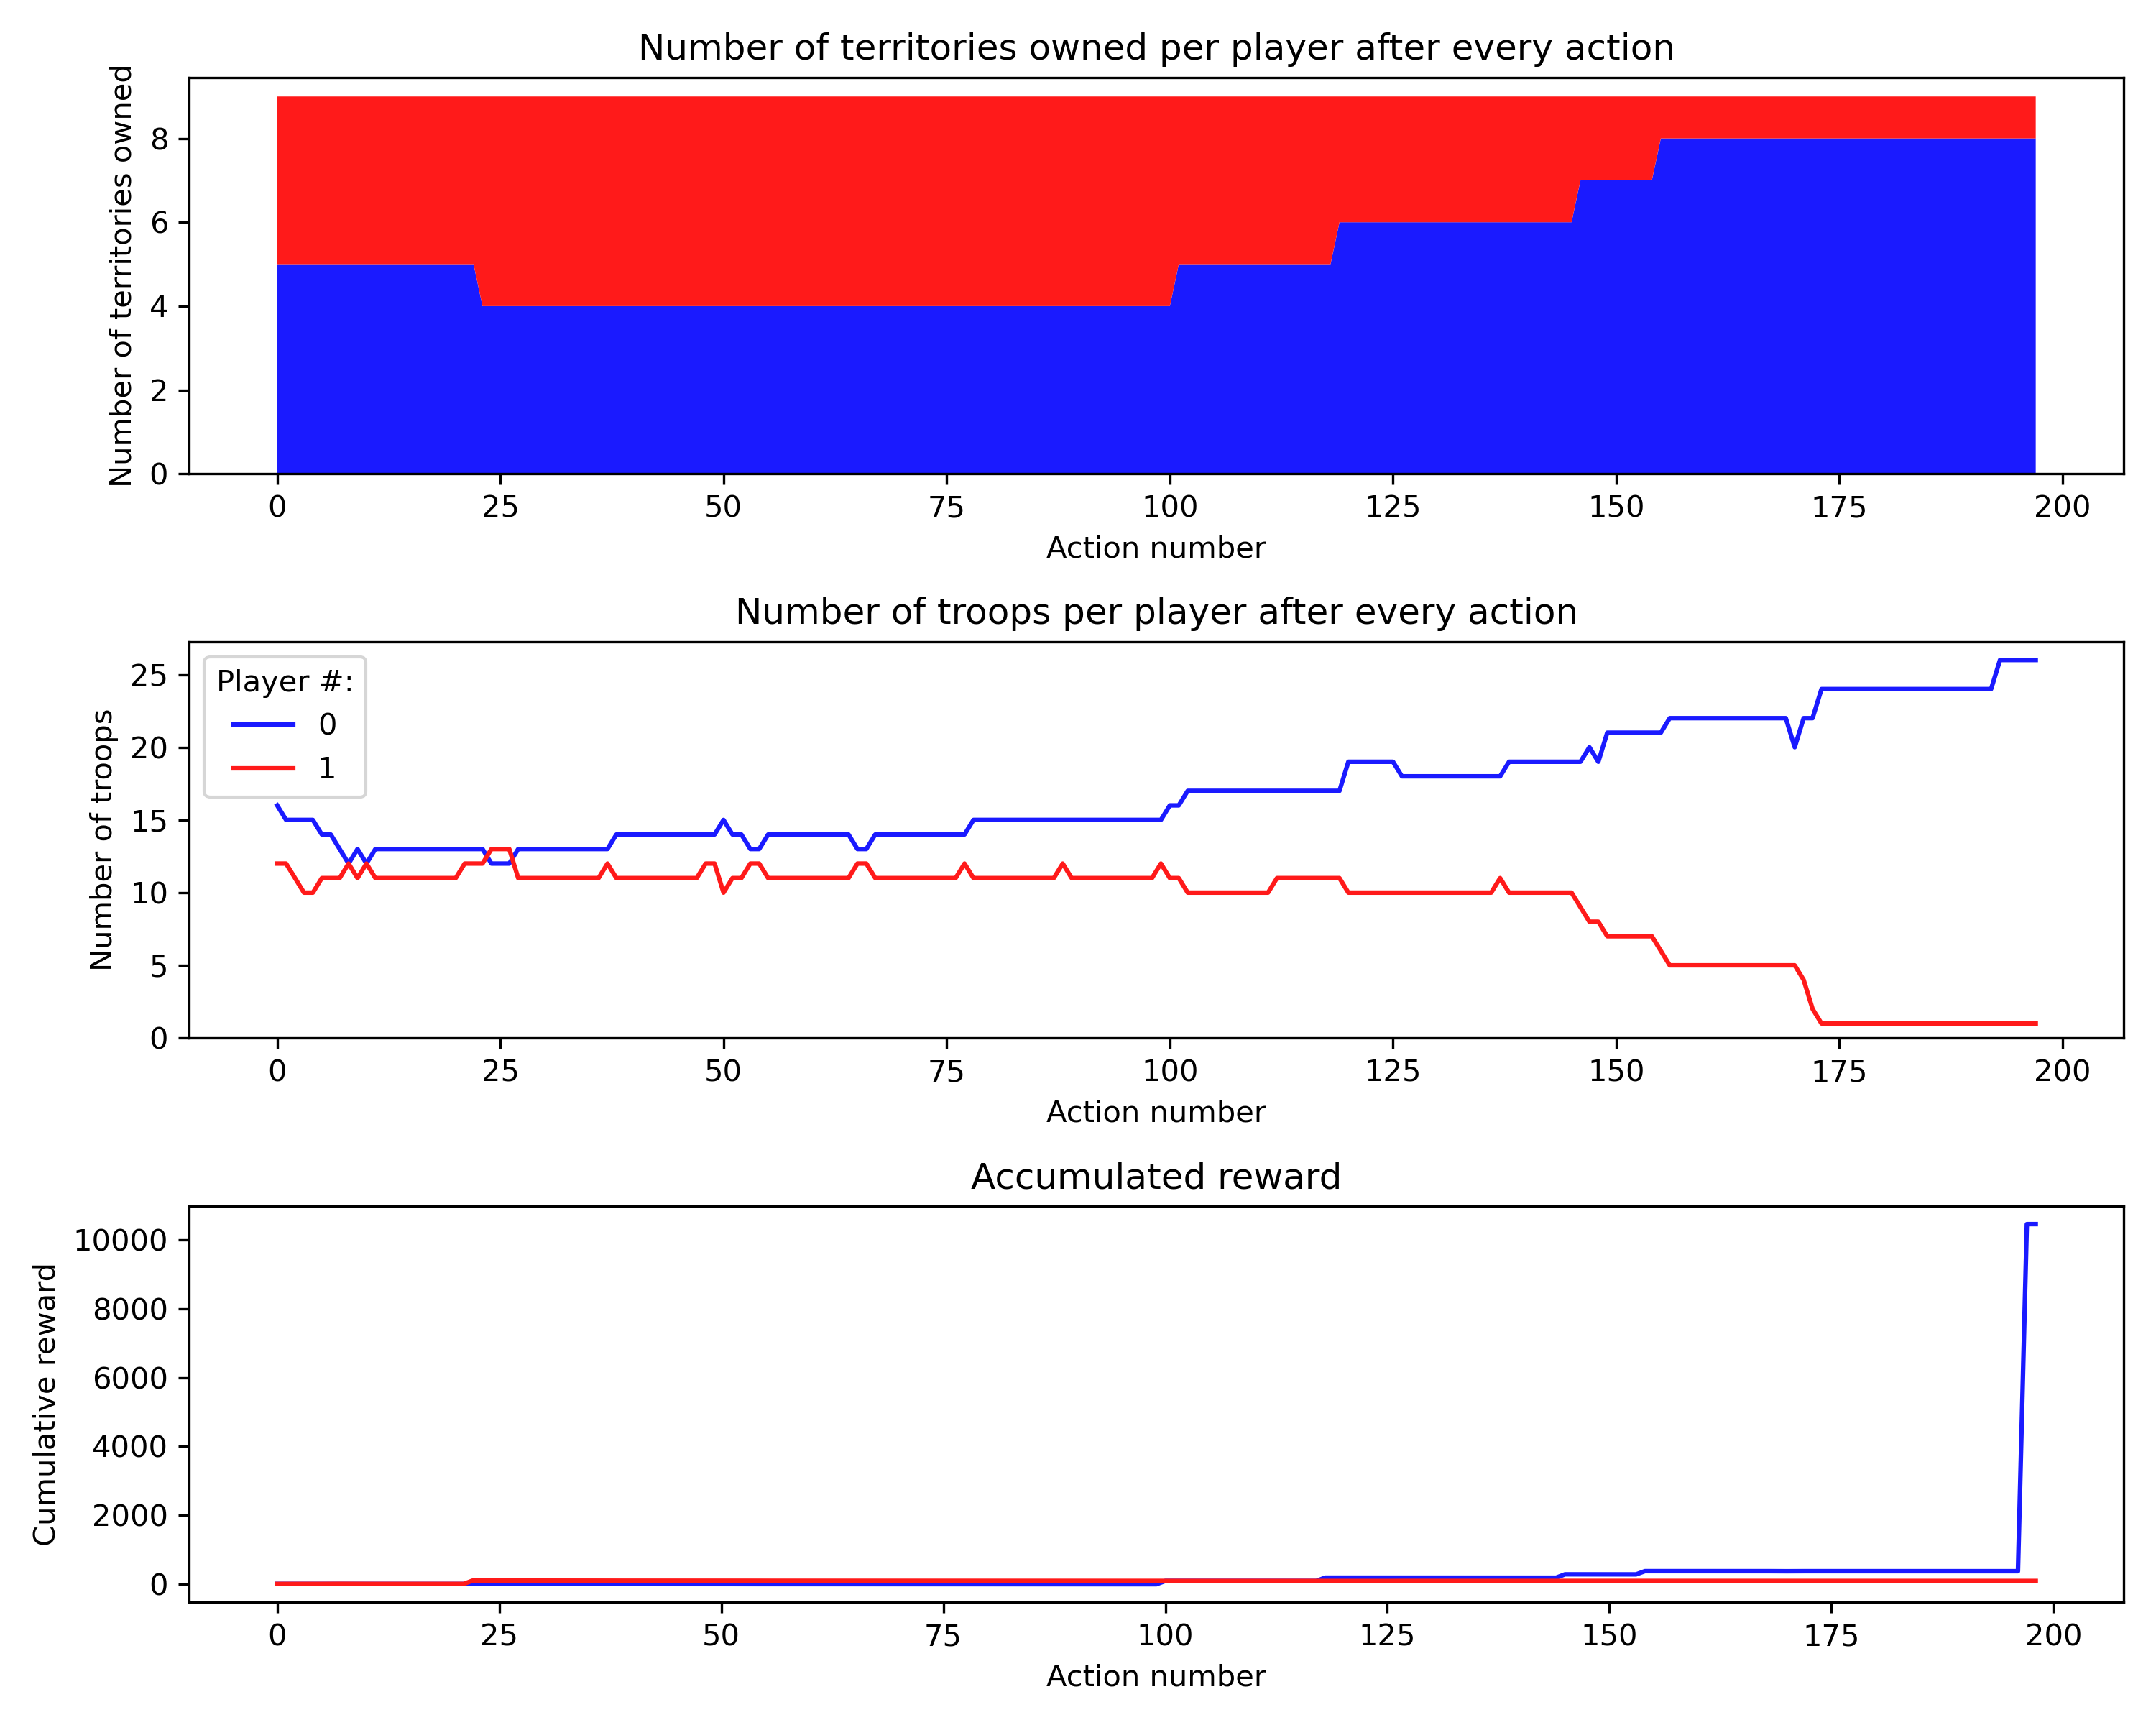 Number of territories owned per player after every action
Number of territories owned
8
6
4
2
0
0 25 50 75 100 125 150 175 200
Action number
Number of troops per player after every action
Number of troops
25
20
15
10
5
0
Player #:
0
1
0 25 50 75 100 125 150 175 200
Action number
Accumulated reward
Cumulative reward
10000
8000
6000
4000
2000
0
0 25 50 75 100 125 150 175 200
Action number